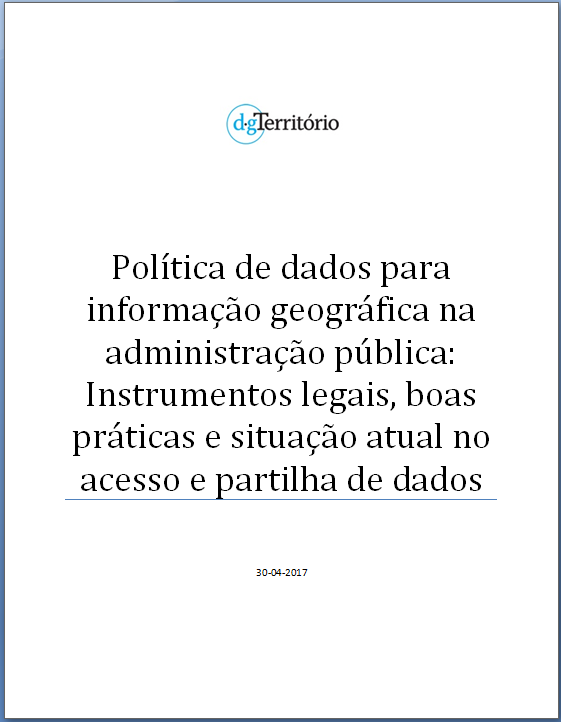 d·gTerritório
Política de dados para
informação geográfica na
administração pública:
Instrumentos legais, boas
práticas e situação atual no
acesso e partilha de dados
30-04-2017